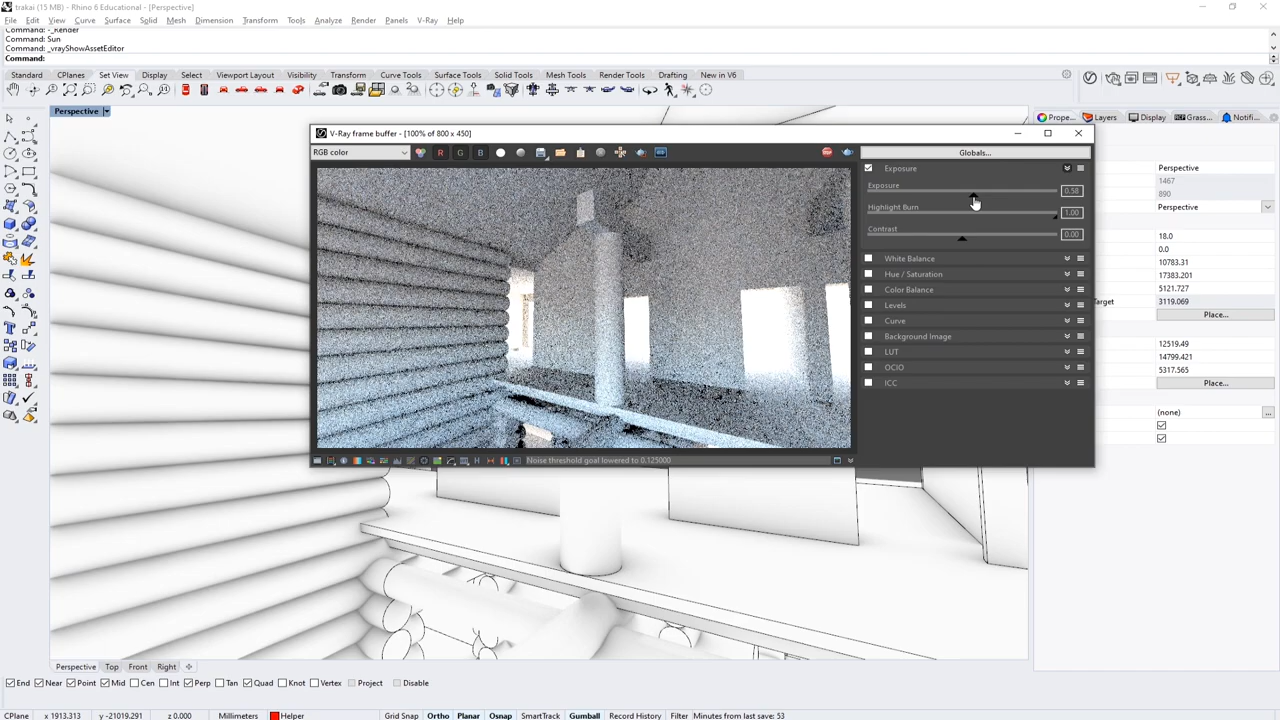 trakai (15 MB) - Rhino 6 Educational - [Perspective]
File Edit View Curve Surface Solid Mesh Dimension Transform Tools Analyze Render Panels V-Ray Help
Command: -_Render
Command: Sun
Command: _vrayShowAssetEditor
Command:
Standard CPlanes Set View Display Select Viewport Layout Visibility Transform Curve Tools Surface Tools Solid Tools Mesh Tools Render Tools Drafting New in V6
Perspective
Prope... Layers Display Grass... Notifi...
V-Ray frame buffer - [100% of 800 x 450]
RGB color R G B
Globals...
Exposure
Exposure 0.58
Highlight Burn 1.00
Contrast 0.00
White Balance
Hue / Saturation
Color Balance
Levels
Curve
Background Image
LUT
OCIO
ICC
Noise threshold goal lowered to 0.125000
Perspective
1467
890
Perspective
18.0
0.0
10783.31
17383.201
5121.727
Target 3119.069
Place...
12519.49
14799.421
5317.565
Place...
(none) ...
Perspective Top Front Right
End Near Point Mid Cen Int Perp Tan Quad Knot Vertex Project Disable
CPlane x 1913.313 y -21019.291 z 0.000 Millimeters Helper Grid Snap Ortho Planar Osnap SmartTrack Gumball Record History Filter Minutes from last save: 53